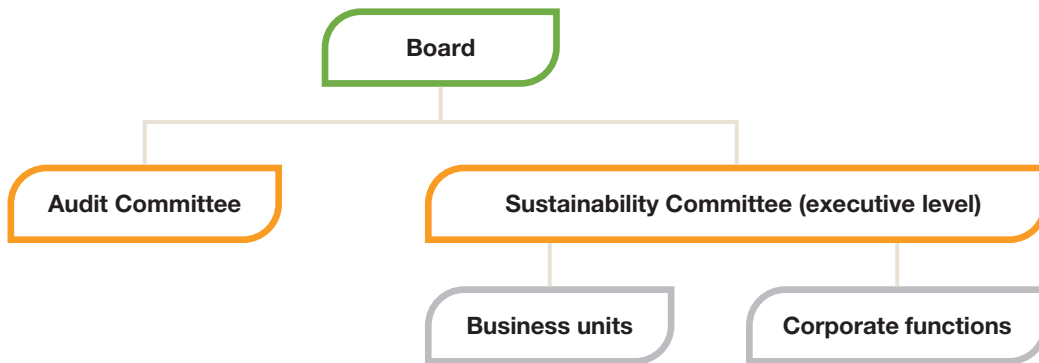 Board
Audit Committee
Sustainability Committee (executive level)
Business units
Corporate functions